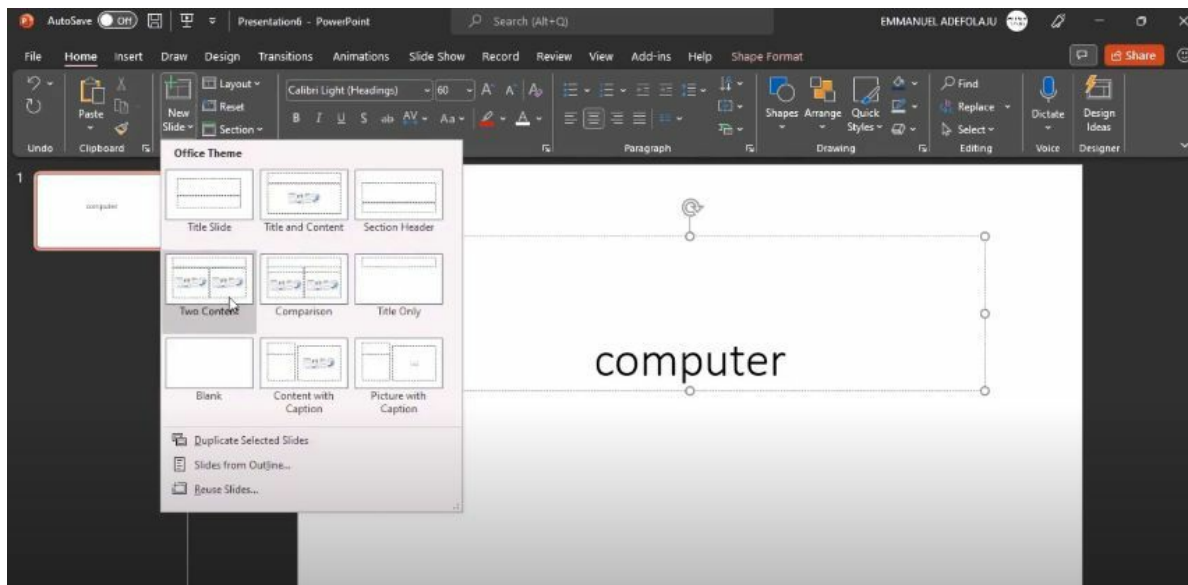 AutoSave Off Presentation6 - PowerPoint Search (Alt+Q) EMMANUEL ADEFOLAJU
File Home Insert Draw Design Transitions Animations Slide Show Record Review View Add-ins Help Shape Format Share
Layout Calibri Light (Headings) 60 A A A Find
Paste New Reset Shapes Arrange Quick Replace Dictate Design
Slide Section B I U S ab AV Aa A Styles Select Ideas
Undo Clipboard Paragraph Drawing Editing Voice Designer
Office Theme
1
computer
Title Slide Title and Content Section Header
Two Content Comparison Title Only
computer
Blank Content with Picture with
Caption Caption
Duplicate Selected Slides
Slides from Outline...
Reuse Slides...